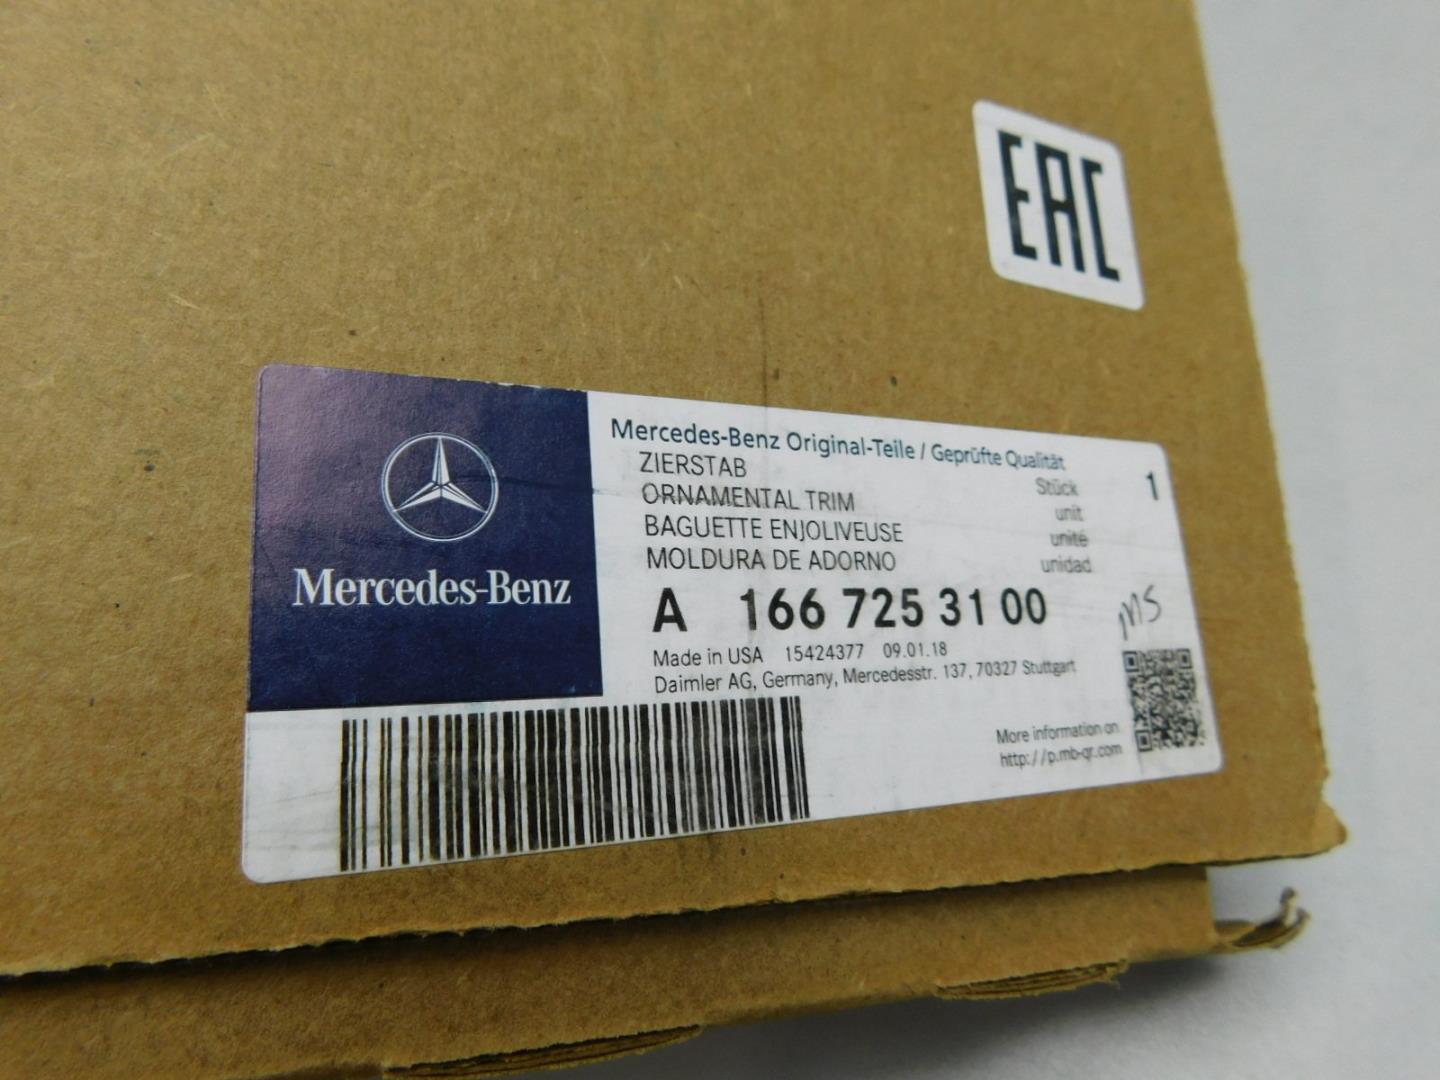 EAC
Mercedes-Benz
Mercedes-Benz Original-Teile / Geprüfte Qualität
ZIERSTAB Stück 1
ORNAMENTAL TRIM unit
BAGUETTE ENJOLIVEUSE unité
MOLDURA DE ADORNO unidad
A 166 725 31 00
MS
Made in USA 15424377 09.01.18
Daimler AG, Germany, Mercedesstr. 137, 70327 Stuttgart
More information on
http://p.mb-qr.com